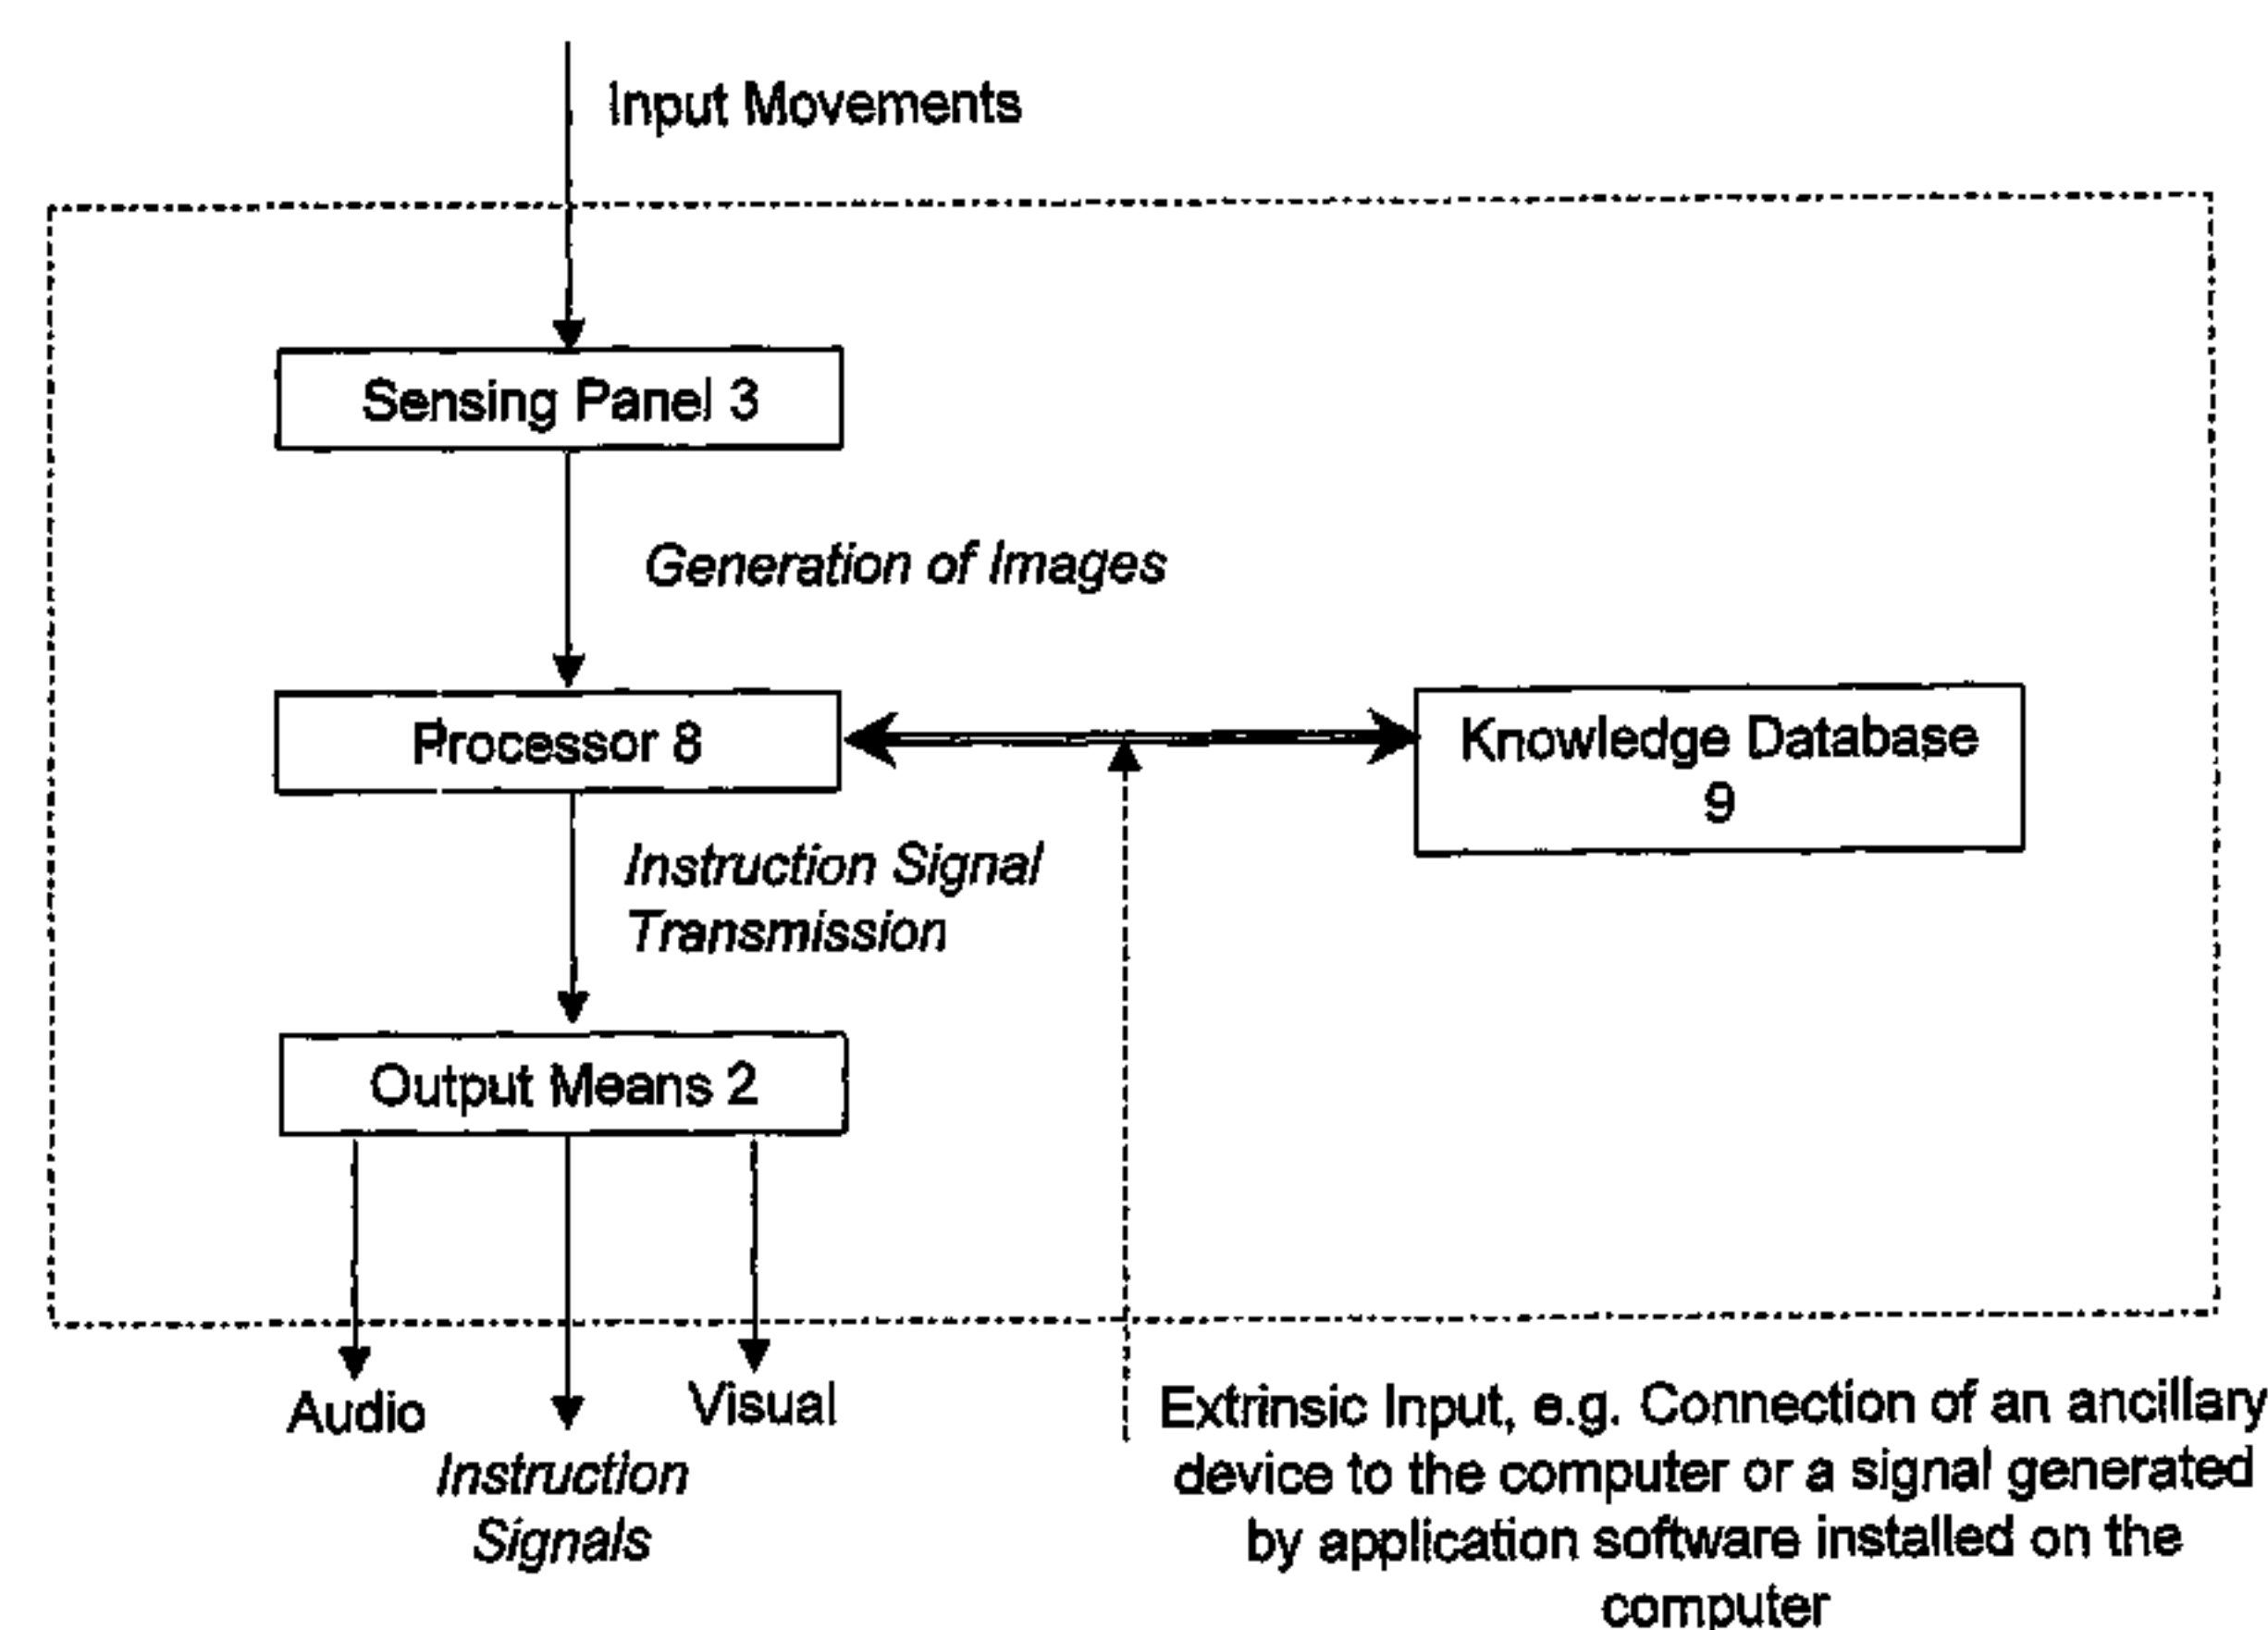 Input Movements
Sensing Panel 3
Generation of Images
Processor 8
Knowledge Database
9
Instruction Signal
Transmission
Output Means 2
Audio
Visual
Instruction
Signals
Extrinsic Input, e.g. Connection of an ancillary
device to the computer or a signal generated
by application software installed on the
computer